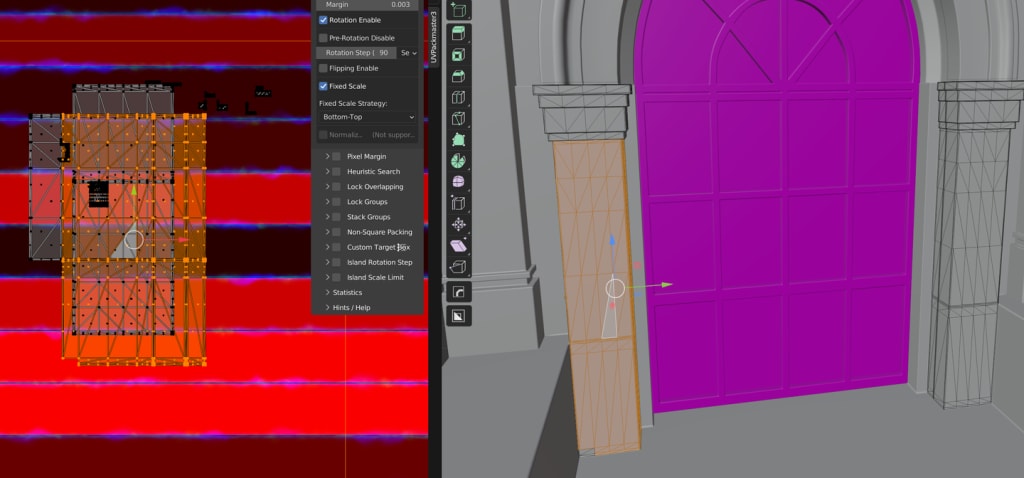 Margin 0.003
Rotation Enable
Pre-Rotation Disable
Rotation Step ( 90 Se
Flipping Enable
Fixed Scale
Fixed Scale Strategy:
Bottom-Top
Normaliz.. (Not suppor..
Pixel Margin
Heuristic Search
Lock Overlapping
Lock Groups
Stack Groups
Non-Square Packing
Custom Target Box
Island Rotation Step
Island Scale Limit
Statistics
Hints / Help
UVPackmaster3